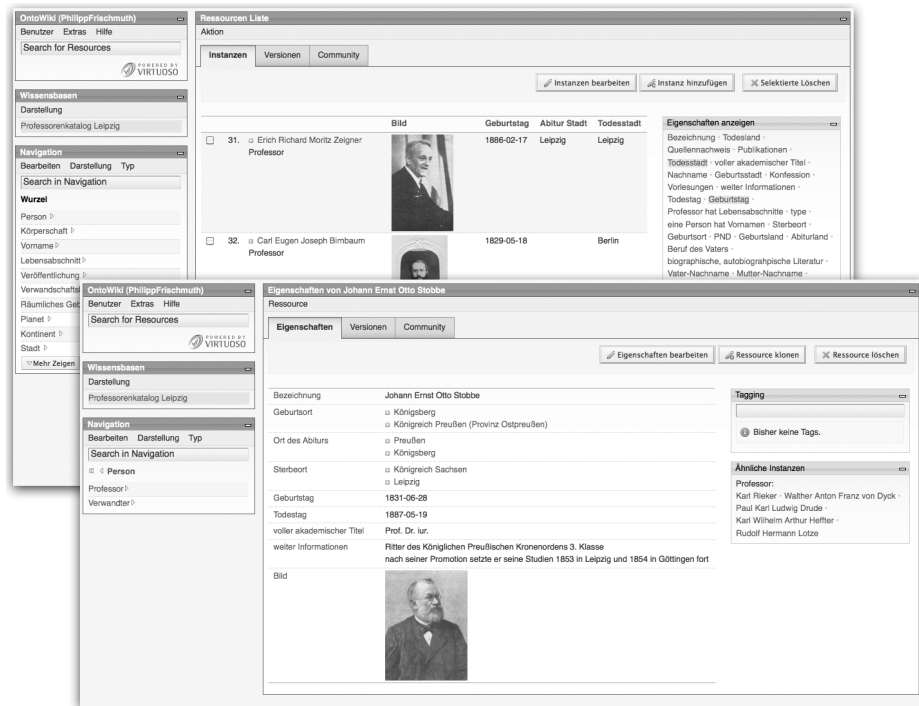 OntoWiki (PhilippFrischmuth)
Benutzer Extras Hilfe
Search for Resources
POWERED BY
VIRTUOSO
Wissensbasen
Darstellung
Professorenkatalog Leipzig
Navigation
Bearbeiten Darstellung Typ
Search in Navigation
Wurzel
Person
Körperschaft
Vorname
Lebensabschnitt
Veröffentlichung
Räumliches
Planet
Kontinent
Stadt
Mehr Zeigen
Ressourcen Liste
Aktion
Instanzen Versionen Community
Instanzen bearbeiten Instanz hinzufügen Selektierte Löschen
Bild Geburtstag Abitur Stadt Todesstadt
31. Erich Richard Moritz Zeigner 1886-02-17 Leipzig Leipzig
Professor
32. Carl Eugen Joseph Birnbaum 1829-05-18 Berlin
Professor
Eigenschaften anzeigen
Bezeichnung · Todesland ·
Quellennachweis · Publikationen ·
Todesstadt · voller akademischer Titel ·
Nachname · Geburtsstadt · Konfession ·
Vorlesungen · weiter Informationen ·
Todestag · Geburtstag ·
Professor hat Lebensabschnitte · type ·
eine Person hat Vornamen · Sterbeort ·
Geburtsort · PND · Geburtsland · Abiturland ·
Beruf des Vaters ·
biographische, autobiograhpische Literatur ·
Vater-Nachname · Mutter-Nachname ·
OntoWiki (PhilippFrischmuth)
Benutzer Extras Hilfe
Search for Resources
POWERED BY
VIRTUOSO
Wissensbasen
Darstellung
Professorenkatalog Leipzig
Navigation
Bearbeiten Darstellung Typ
Search in Navigation
Person
Professor
Verwandter
Eigenschaften von Johann Ernst Otto Stobbe
Ressource
Eigenschaften Versionen Community
Eigenschaften bearbeiten Ressource klonen Ressource löschen
Bezeichnung Johann Ernst Otto Stobbe
Geburtsort Königsberg
Königreich Preußen (Provinz Ostpreußen)
Ort des Abiturs Preußen
Königsberg
Sterbeort Königreich Sachsen
Leipzig
Geburtstag 1831-06-28
Todestag 1887-05-19
voller akademischer Titel Prof. Dr. iur.
weiter Informationen Ritter des Königlichen Preußischen Kronenordens 3. Klasse
nach seiner Promotion setzte er seine Studien 1853 in Leipzig und 1854 in Göttingen fort
Bild
Tagging
Bisher keine Tags.
Ähnliche Instanzen
Professor:
Karl Rieker · Walther Anton Franz von Dyck ·
Paul Karl Ludwig Drude ·
Karl Wilhelm Arthur Heffter ·
Rudolf Hermann Lotze